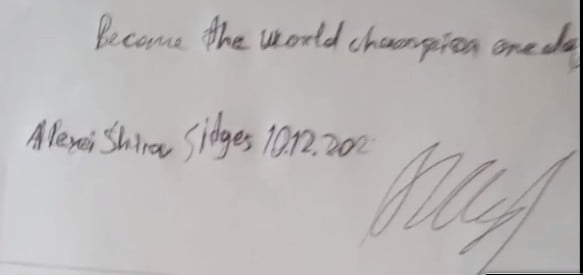 Become the world champion one da
Alexei Shirov Sitges 10.12.202